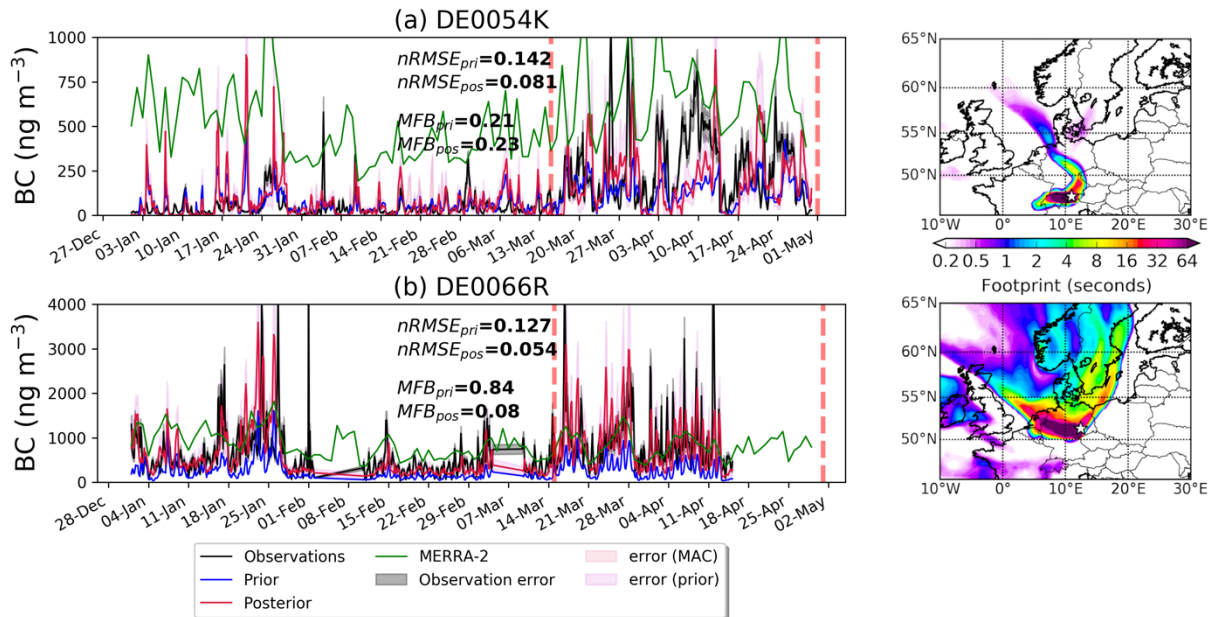 (a) DE0054K
BC (ng m⁻³)
1000
750
500
250
0
nRMSE_pri=0.142
nRMSE_pos=0.081
MFB_pri=0.21
MFB_pos=0.23
27-Dec 03-Jan 10-Jan 17-Jan 24-Jan 31-Jan 07-Feb 14-Feb 21-Feb 28-Feb 06-Mar 13-Mar 20-Mar 27-Mar 03-Apr 10-Apr 17-Apr 24-Apr 01-May
65°N
60°N
55°N
50°N
10°W 0° 10°E 20°E 30°E
0.2 0.5 1 2 4 8 16 32 64
Footprint (seconds)
(b) DE0066R
BC (ng m⁻³)
4000
3000
2000
1000
0
nRMSE_pri=0.127
nRMSE_pos=0.054
MFB_pri=0.84
MFB_pos=0.08
28-Dec 04-Jan 11-Jan 18-Jan 25-Jan 01-Feb 08-Feb 15-Feb 22-Feb 29-Feb 07-Mar 14-Mar 21-Mar 28-Mar 04-Apr 11-Apr 18-Apr 25-Apr 02-May
65°N
60°N
55°N
50°N
10°W 0° 10°E 20°E 30°E
Observations
Prior
Posterior
MERRA-2
Observation error
error (MAC)
error (prior)